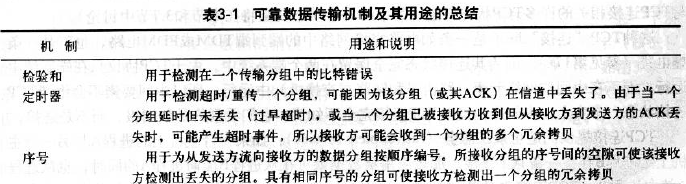 表3-1 可靠数据传输机制及其用途的总结
机 制 用途和说明
检验和 用于检测在一个传输分组中的比特错误
定时器 用于检测超时/重传一个分组，可能因为该分组（或其ACK）在信道中丢失了。由于当一个
分组延时但未丢失（过早超时），或当一个分组已被接收方收到但从接收方到发送方的ACK丢
失时，可能产生超时事件，所以接收方可能会收到一个分组的多个冗余拷贝
序号 用于为从发送方流向接收方的数据分组按顺序编号。所接收分组的序号间的空隙可使该接收
方检测出丢失的分组。具有相同序号的分组可使接收方检测出一个分组的冗余拷贝